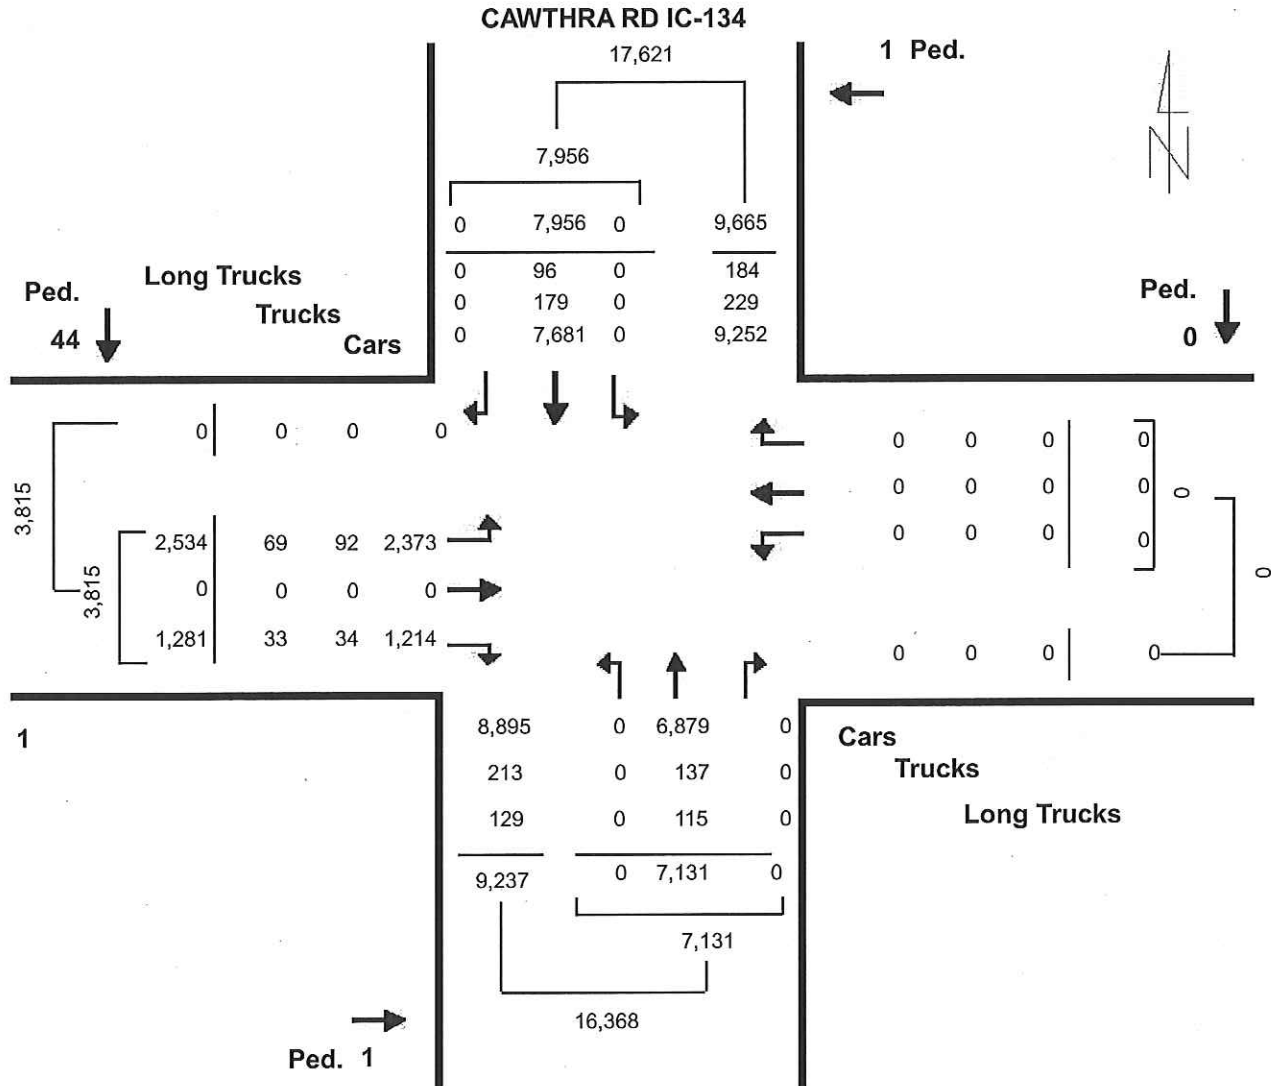 CAWTHRA RD IC-134
17,621
1 Ped.
7,956
0 7,956 0 9,665
0 96 0 184
0 179 0 229
0 7,681 0 9,252
Long Trucks
Trucks
Cars
Ped.
44
Ped.
0
N
0 0 0 0
3,815
3,815
2,534 69 92 2,373
0 0 0 0
1,281 33 34 1,214
0 0 0 0
0 0 0 0
0 0 0 0
0
0
0 0 0 0
1
8,895 0 6,879 0
213 0 137 0
129 0 115 0
9,237 0 7,131 0
7,131
16,368
Cars
Trucks
Long Trucks
Ped. 1